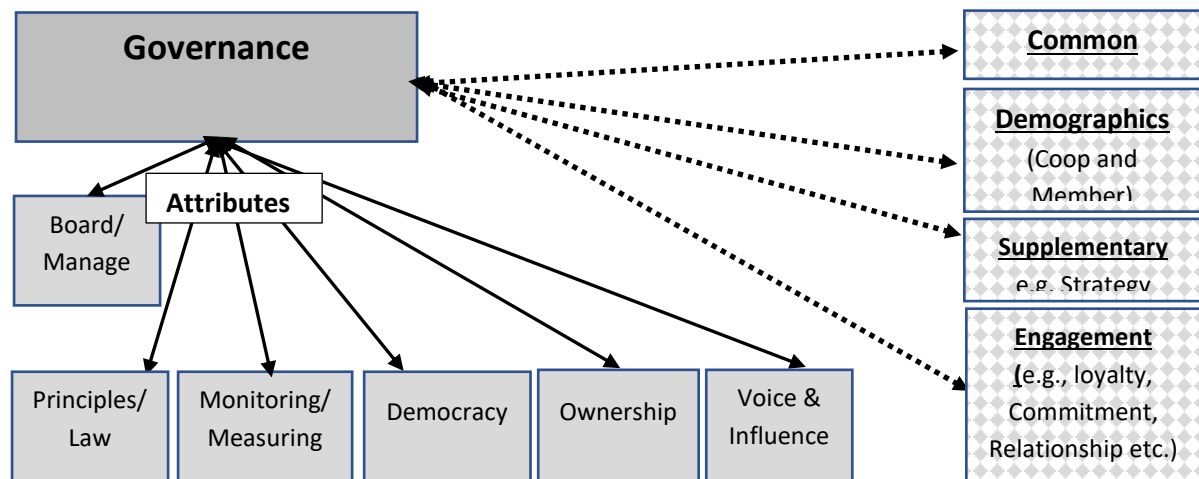 Governance
Common
Demographics
(Coop and
Member)
Attributes
Board/
Manage
Supplementary
e.g. Strategy
Engagement
(e.g., loyalty,
Commitment,
Relationship etc.)
Principles/
Law
Monitoring/
Measuring
Democracy
Ownership
Voice &
Influence